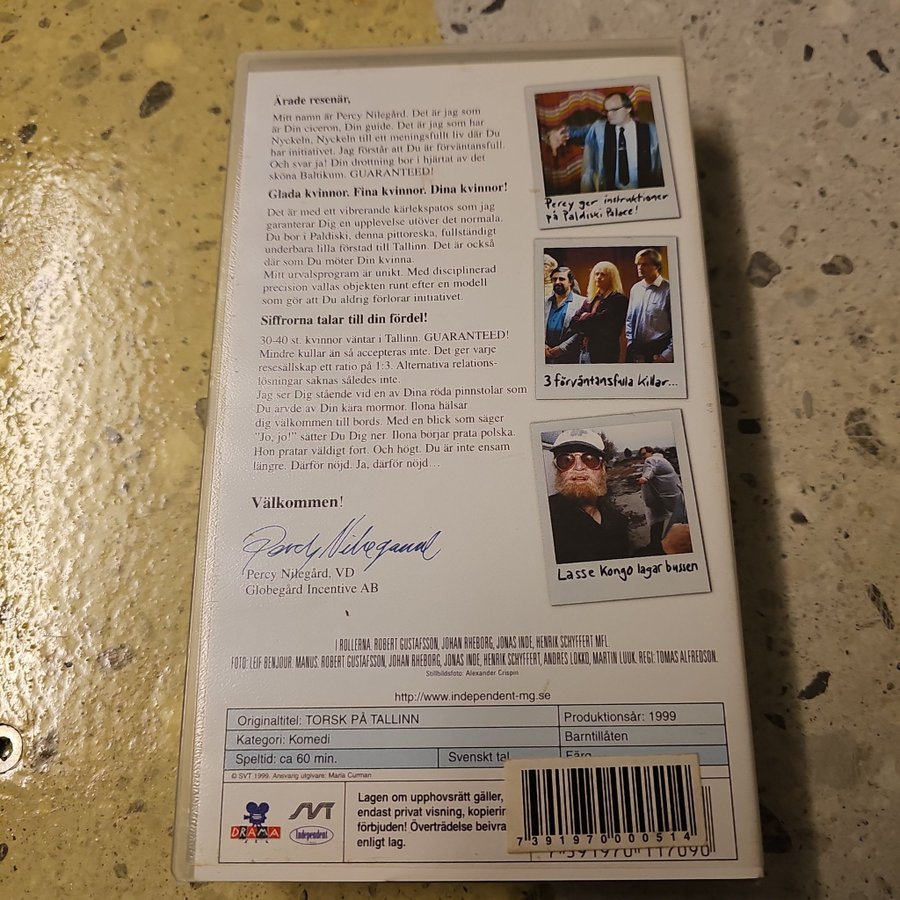 Ärade resenär,
Mitt namn är Percy Nilegård. Det är jag som
är Din ciceron, Din guide. Det är jag som har
Nyckeln. Nyckeln till ett meningsfullt liv där Du
har initiativet. Jag förstår att Du är förväntansfull.
Och svar ja! Din drottning bor i hjärtat av det
sköna Baltikum. GUARANTEED!
Glada kvinnor. Fina kvinnor. Dina kvinnor!
Det är med ett vibrerande kärlekspatos som jag
garanterar Dig en upplevelse utöver det normala.
Du bor i Paldiski, denna pittoreska, fullständigt
underbara lilla förstad till Tallinn. Det är också
där som Du möter Din kvinna.
Mitt urvalsprogram är unikt. Med disciplinerad
precision vallas objekten runt efter en modell
som gör att Du aldrig förlorar initiativet.
Siffrorna talar till din fördel!
30-40 st. kvinnor väntar i Tallinn. GUARANTEED!
Mindre kullar än så accepteras inte. Det ger varje
resesällskap ett ratio på 1:3. Alternativa relations-
lösningar saknas således inte.
Jag ser Dig stående vid en av Dina röda pinnstolar som
Du ärvde av Din kära mormor. Ilona hälsar
dig välkommen till bords. Med en blick som säger
"Jo, jo!" sätter Du Dig ner. Ilona börjar prata polska.
Hon pratar väldigt fort. Och högt. Du är inte ensam
längre. Därför nöjd. Ja, därför nöjd…
Välkommen!
Percy Nilegård
Percy Nilegård, VD
Globegård Incentive AB
Percy ger instruktioner
på Paldiski Palace!
3 förväntansfulla killar...
Lasse Kongo lagar bussen
I ROLLERNA: ROBERT GUSTAFSSON, JOHAN RHEBORG, JONAS INDE, HENRIK SCHYFFERT MFL.
FOTO: LEIF BENJOUR. MANUS: ROBERT GUSTAFSSON, JOHAN RHEBORG, JONAS INDE, HENRIK SCHYFFERT, ANDRES LOKKO, MARTIN LUUK. REGI: TOMAS ALFREDSON.
Stillbildsfoto: Alexander Crispin
http://www.independent-mg.se
Originaltitel: TORSK PÅ TALLINN
Produktionsår: 1999
Kategori: Komedi
Barntillåten
Speltid: ca 60 min.
Svenskt tal
Färg
© SVT 1999. Ansvarig utgivare: Maria Curman
DRAMA
SVT
Independent
Lagen om upphovsrätt gäller,
endast privat visning, kopierin
förbjuden! Överträdelse beivra
enligt lag.
7 391970 000514
7 391970 117090